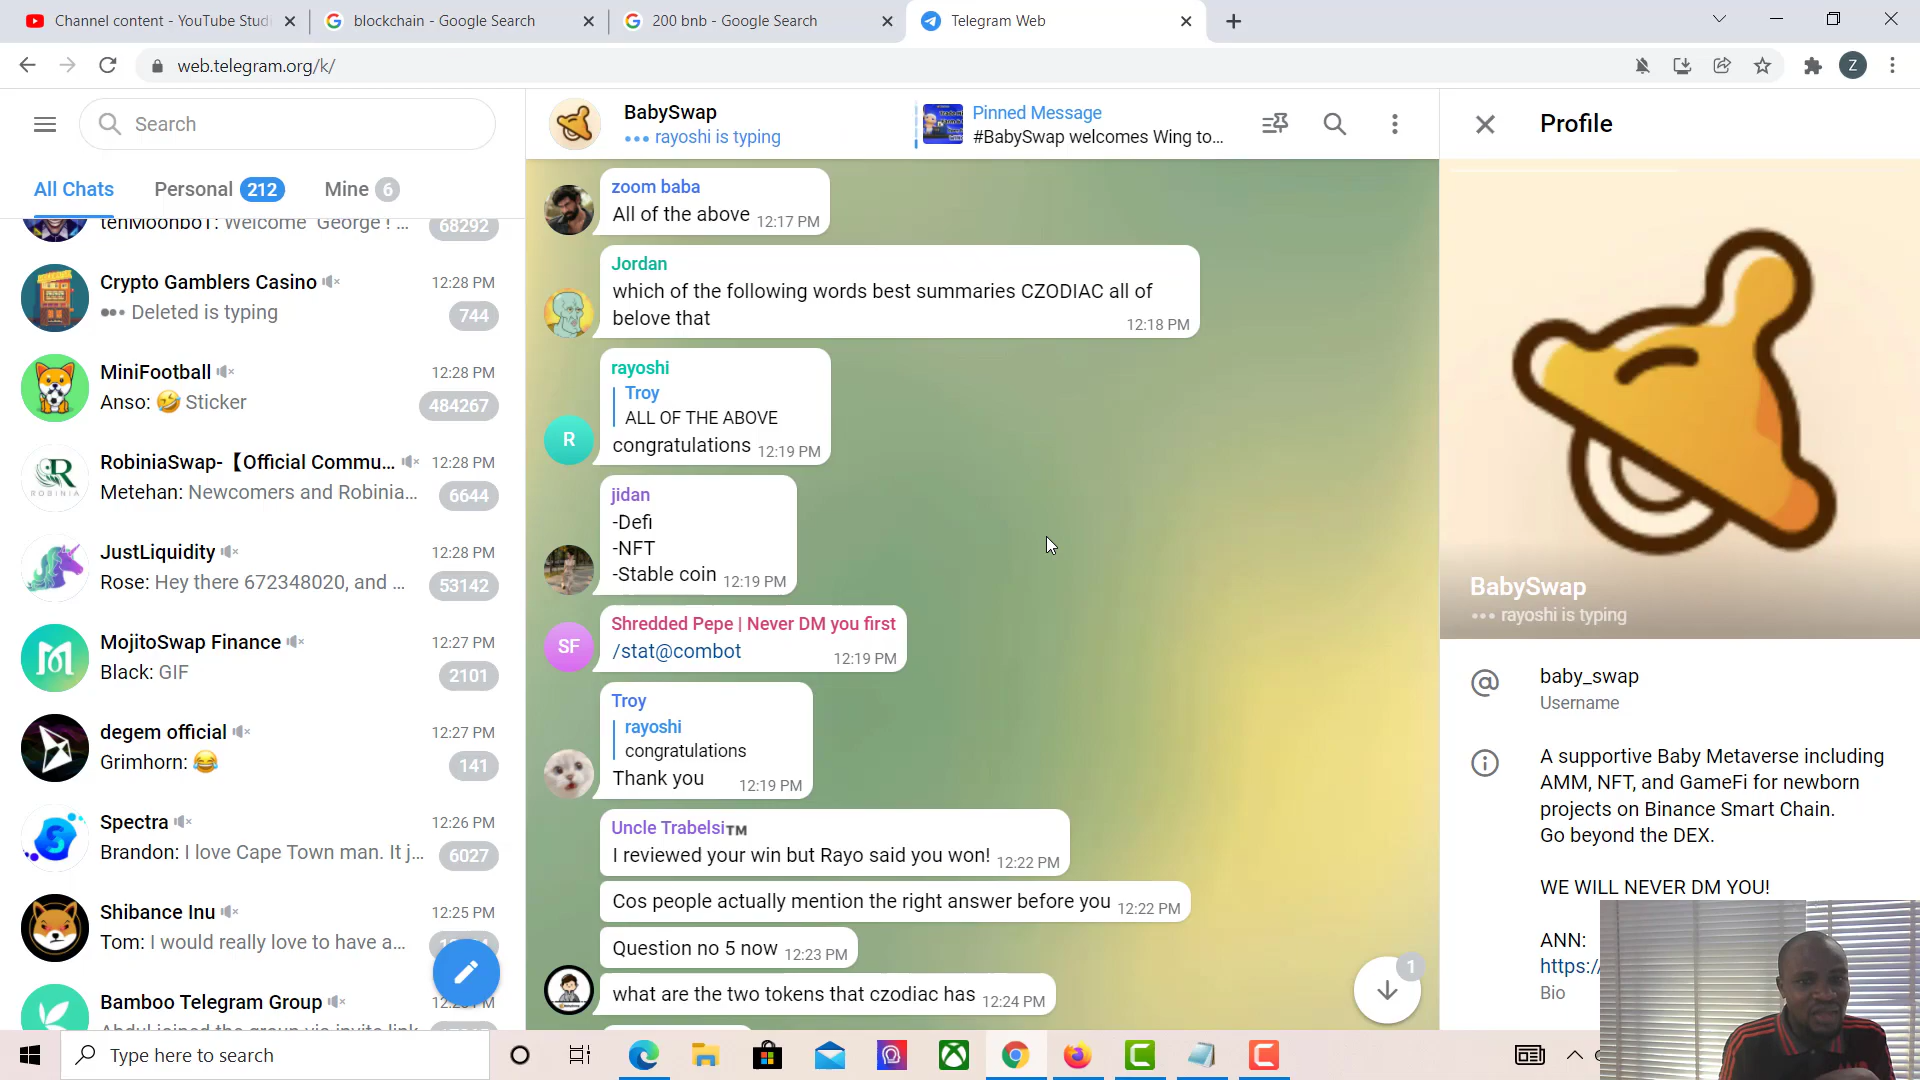 Channel content - YouTube Studi
blockchain - Google Search
200 bnb - Google Search
Telegram Web
web.telegram.org/k/
Z
Search
All Chats
Personal 212
Mine 6
tenMoonboT: Welcome George ! ...
68292
Crypto Gamblers Casino
12:28 PM
Deleted is typing
744
MiniFootball
12:28 PM
Anso: 🤣 Sticker
484267
RobiniaSwap-【Official Commu...
12:28 PM
Metehan: Newcomers and Robinia...
6644
ROBINIA
JustLiquidity
12:28 PM
Rose: Hey there 672348020, and ...
53142
MojitoSwap Finance
12:27 PM
Black: GIF
2101
degem official
12:27 PM
Grimhorn: 😂
141
Spectra
12:26 PM
Brandon: I love Cape Town man. It j...
6027
Shibance Inu
12:25 PM
Tom: I would really love to have a...
Bamboo Telegram Group
BabySwap
rayoshi is typing
Pinned Message
#BabySwap welcomes Wing to...
zoom baba
All of the above 12:17 PM
Jordan
which of the following words best summaries CZODIAC all of
belove that
12:18 PM
rayoshi
Troy
ALL OF THE ABOVE
congratulations 12:19 PM
R
jidan
-Defi
-NFT
-Stable coin 12:19 PM
Shredded Pepe | Never DM you first
/stat@combot 12:19 PM
SF
Troy
rayoshi
congratulations
Thank you 12:19 PM
Uncle Trabelsi™
I reviewed your win but Rayo said you won! 12:22 PM
Cos people actually mention the right answer before you 12:22 PM
Question no 5 now 12:23 PM
what are the two tokens that czodiac has 12:24 PM
1
Profile
BabySwap
rayoshi is typing
baby_swap
Username
A supportive Baby Metaverse including
AMM, NFT, and GameFi for newborn
projects on Binance Smart Chain.
Go beyond the DEX.
WE WILL NEVER DM YOU!
ANN:
https:/
Bio
Type here to search